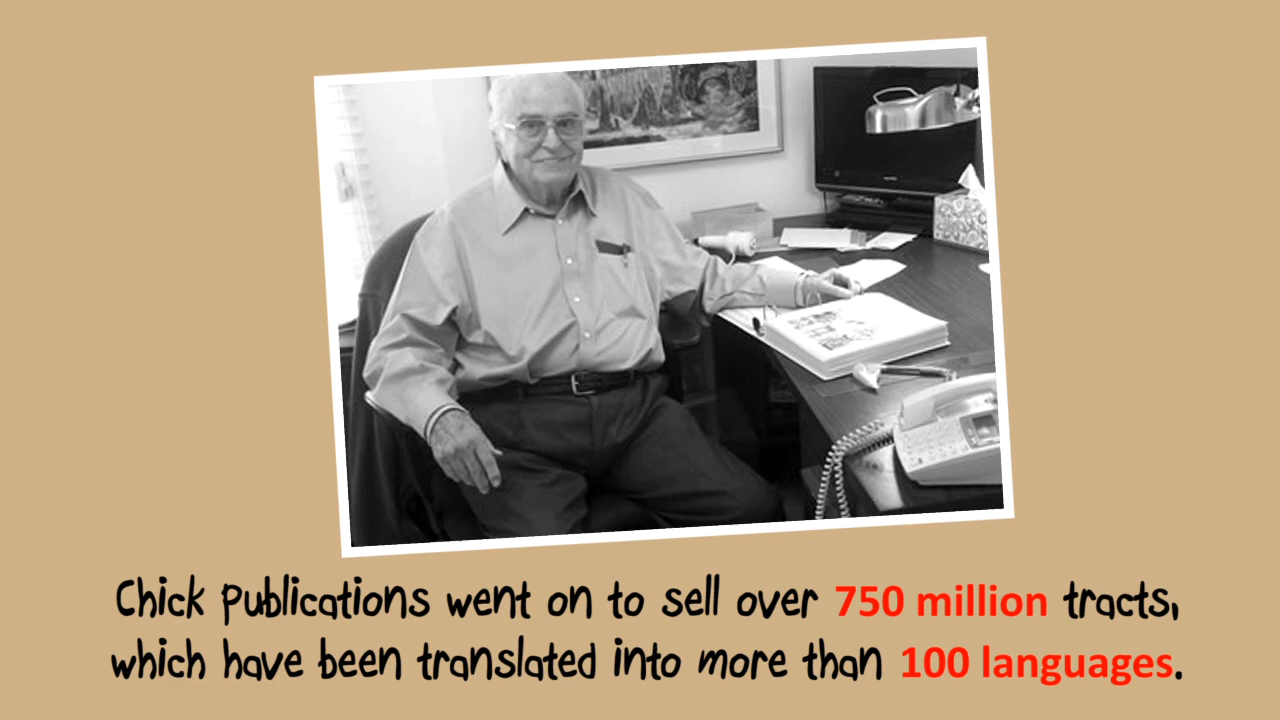 Chick Publications went on to sell over 750 million tracts,
which have been translated into more than 100 languages.